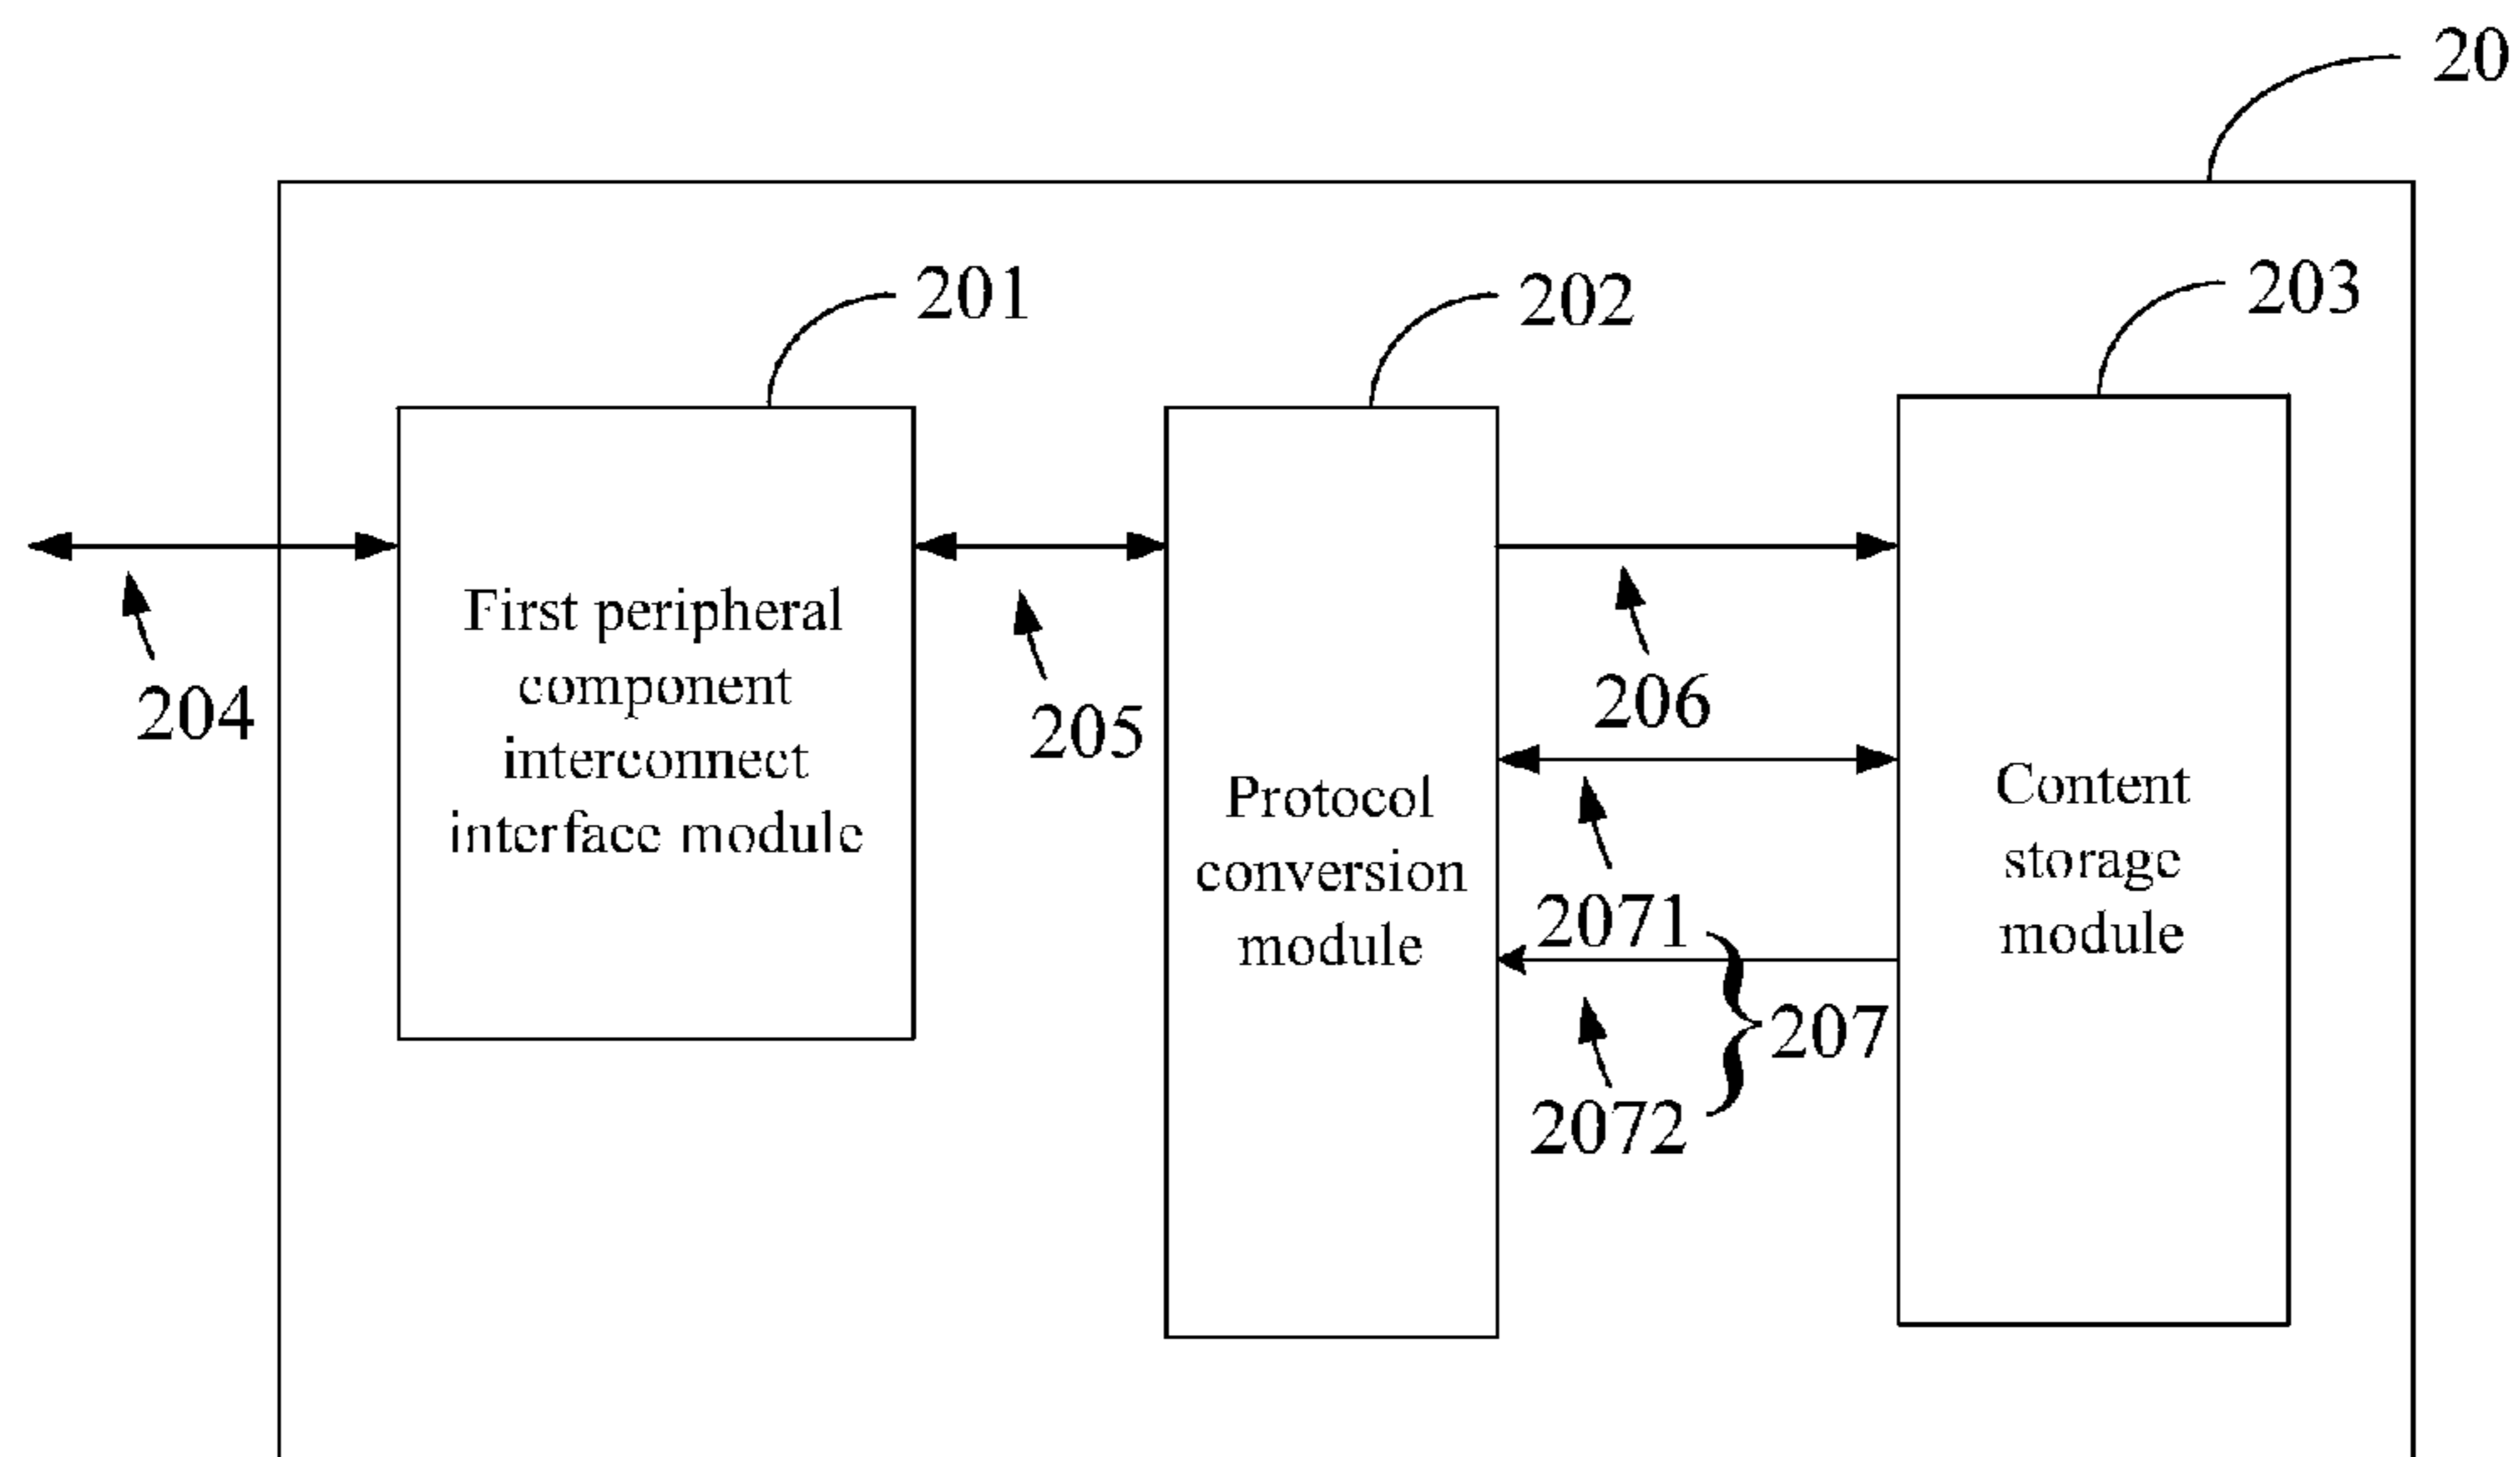 20
201
202
203
First peripheral
component
interconnect
interface module
204
205
206
Protocol
conversion
module
Content
storage
module
2071
207
2072